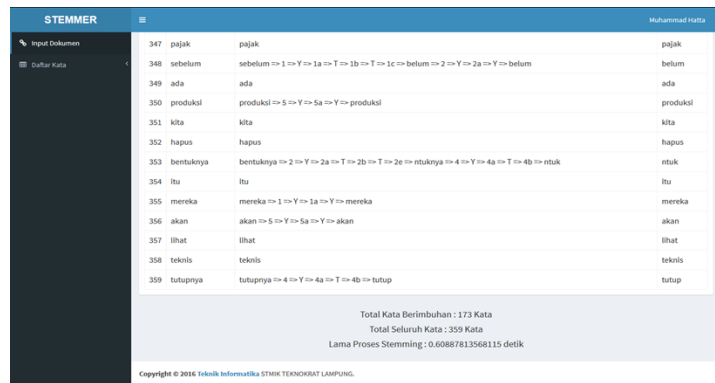 STEMMER
Muhammad Hatta
Input Dokumen
Daftar Kata
347 pajak pajak pajak
348 sebelum sebelum => 1 => Y => 1a => T => 1b => T => 1c => belum => 2 => Y => 2a => Y => belum belum
349 ada ada ada
350 produksi produksi => 5 => Y => 5a => Y => produksi produksi
351 kita kita kita
352 hapus hapus hapus
353 bentuknya bentuknya => 2 => Y => 2a => T => 2b => T => 2e => ntuknya => 4 => Y => 4a => T => 4b => ntuk ntuk
354 itu itu itu
355 mereka mereka => 1 => Y => 1a => Y => mereka mereka
356 akan akan => 5 => Y => 5a => Y => akan akan
357 lihat lihat lihat
358 teknis teknis teknis
359 tutupnya tutupnya => 4 => Y => 4a => T => 4b => tutup tutup
Total Kata Berimbuhan : 173 Kata
Total Seluruh Kata : 359 Kata
Lama Proses Stemming : 0.60887813568115 detik
Copyright © 2016 Teknik Informatika STMIK TEKNOKRAT LAMPUNG.